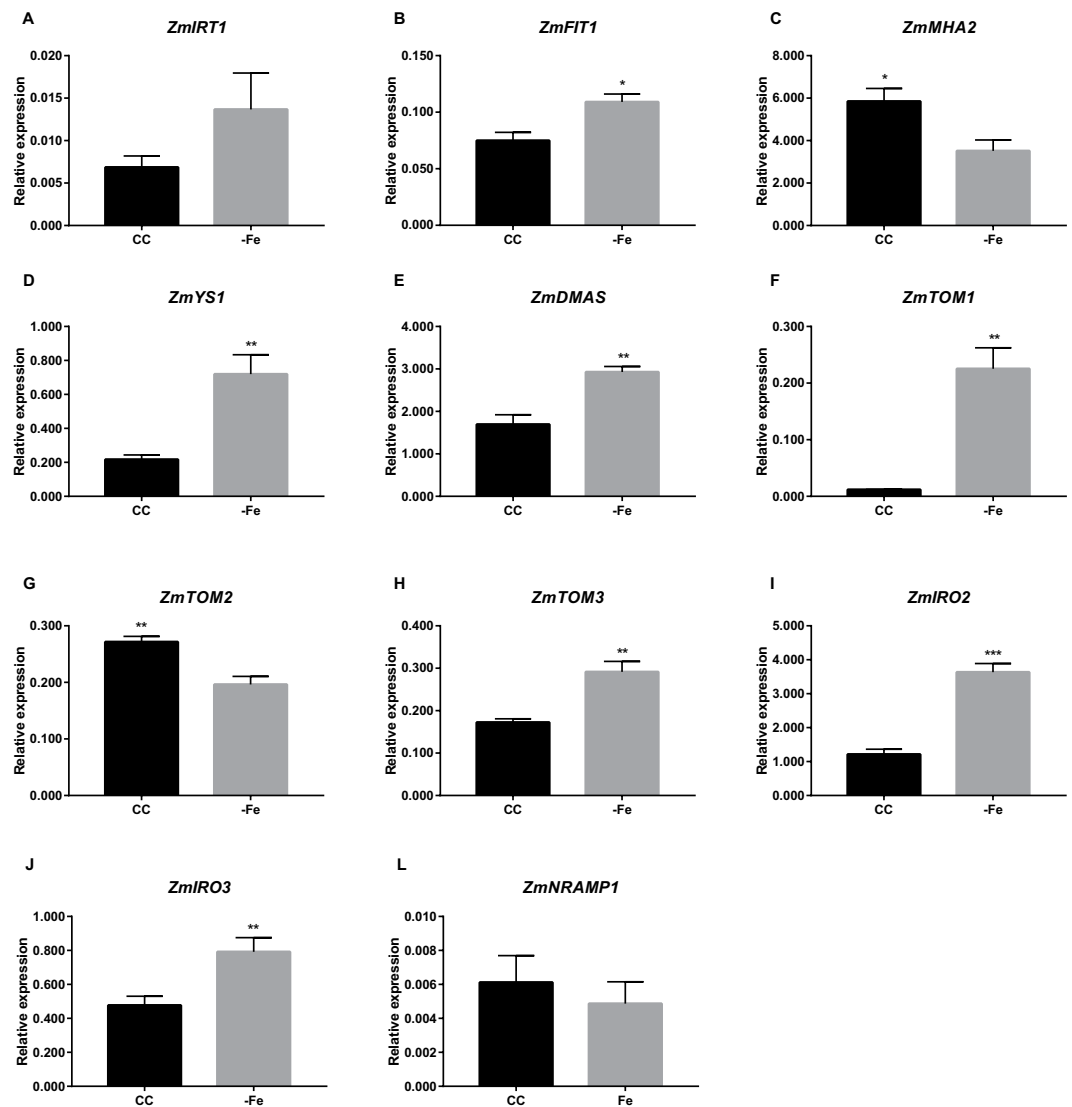 A
ZmIRT1
Relative expression
0.020
0.015
0.010
0.005
0.000
CC
-Fe
B
ZmFIT1
Relative expression
0.150
0.100
0.050
0.000
*
CC
-Fe
C
ZmMHA2
Relative expression
8.000
6.000
4.000
2.000
0.000
*
CC
-Fe
D
ZmYS1
Relative expression
1.000
0.800
0.600
0.400
0.200
0.000
**
CC
-Fe
E
ZmDMAS
Relative expression
4.000
3.000
2.000
1.000
0.000
**
CC
-Fe
F
ZmTOM1
Relative expression
0.300
0.200
0.100
0.000
**
CC
-Fe
G
ZmTOM2
Relative expression
0.300
0.200
0.100
0.000
**
CC
-Fe
H
ZmTOM3
Relative expression
0.400
0.300
0.200
0.100
0.000
**
CC
-Fe
I
ZmIRO2
Relative expression
5.000
4.000
3.000
2.000
1.000
0.000
***
CC
-Fe
J
ZmIRO3
Relative expression
1.000
0.800
0.600
0.400
0.200
0.000
**
CC
-Fe
L
ZmNRAMP1
Relative expression
0.010
0.008
0.006
0.004
0.002
0.000
CC
Fe